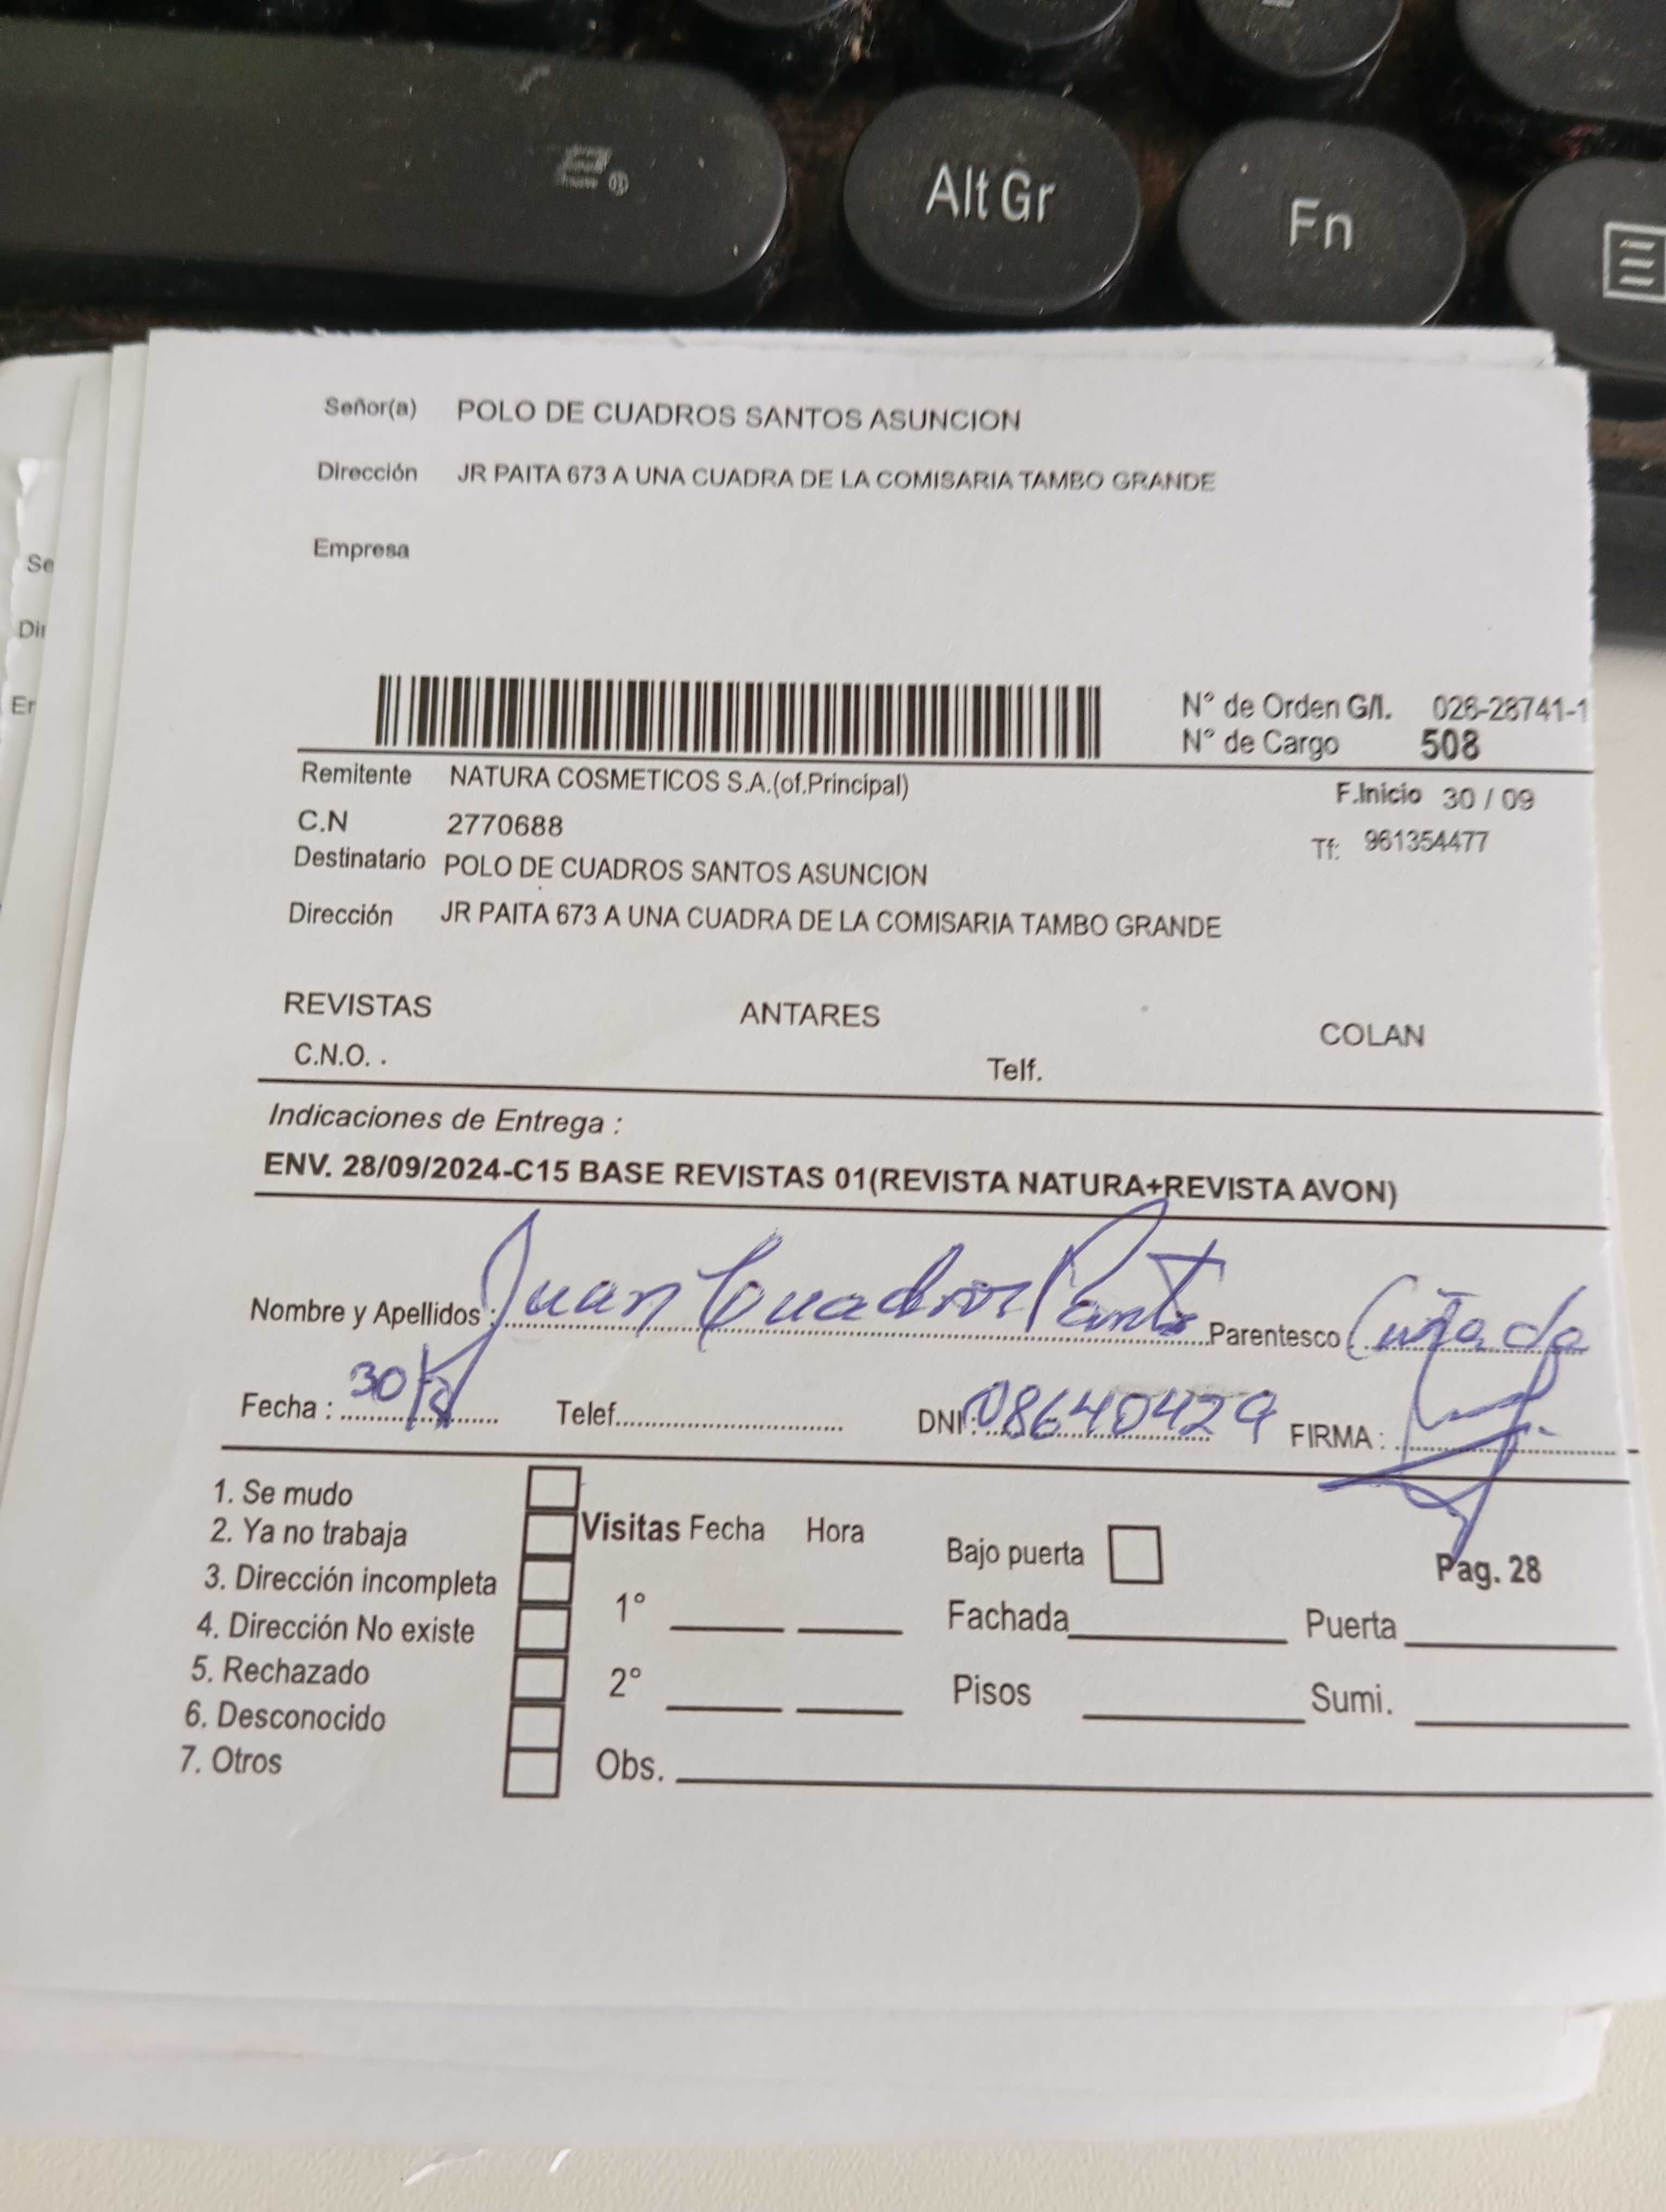 Alt Gr
Fn
Señor(a) POLO DE CUADROS SANTOS ASUNCION
Dirección JR PAITA 673 A UNA CUADRA DE LA COMISARIA TAMBO GRANDE
Empresa
Se
Dir
Er
N° de Orden G/I. 026-28741-1
N° de Cargo 508
Remitente NATURA COSMETICOS S.A.(of.Principal)
F.Inicio 30 / 09
C.N 2770688
Tf: 961354477
Destinatario POLO DE CUADROS SANTOS ASUNCION
Dirección JR PAITA 673 A UNA CUADRA DE LA COMISARIA TAMBO GRANDE
REVISTAS ANTARES COLAN
C.N.O. . Telf.
Indicaciones de Entrega :
ENV. 28/09/2024-C15 BASE REVISTAS 01(REVISTA NATURA+REVISTA AVON)
Nombre y Apellidos : Juan Cuadros Parentesco Cuñado
Fecha : 30 Telef. DNI: 08640429 FIRMA :
1. Se mudo
2. Ya no trabaja
3. Dirección incompleta
4. Dirección No existe
5. Rechazado
6. Desconocido
7. Otros
Visitas Fecha Hora
1°
2°
Obs.
Bajo puerta
Pag. 28
Fachada Puerta
Pisos Sumi.